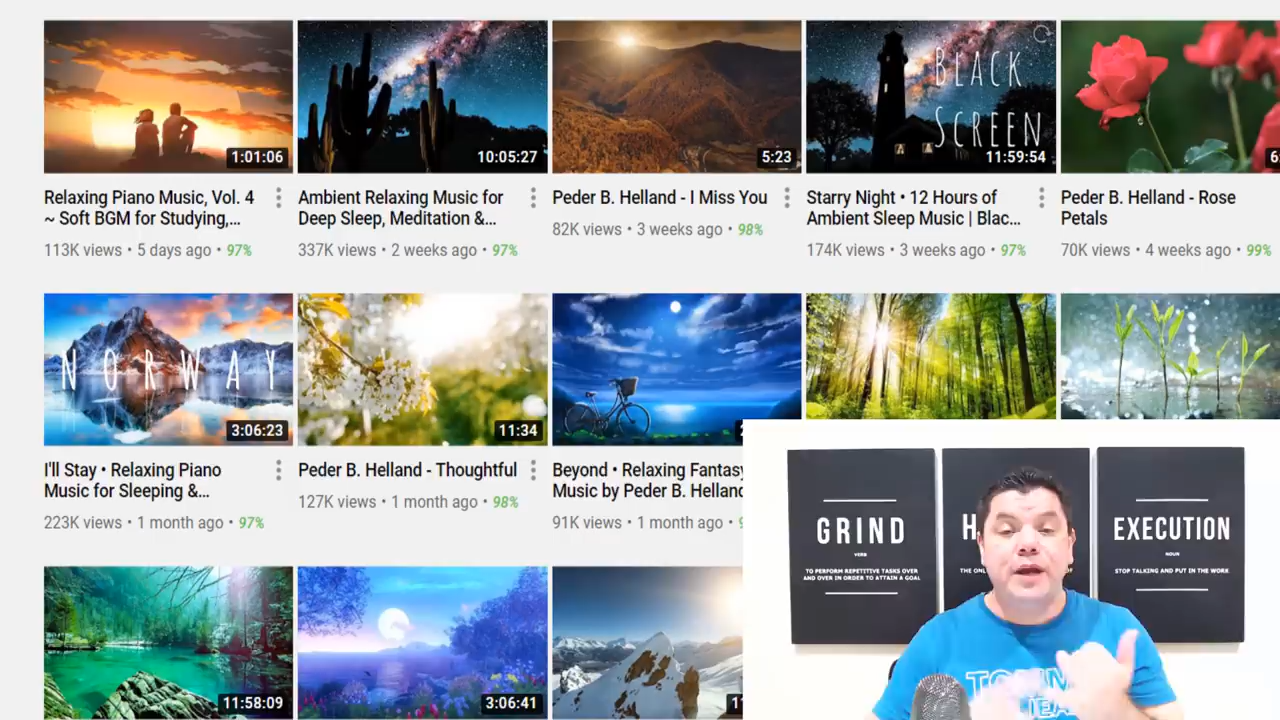 BLACK
SCREEN
1:01:06
10:05:27
5:23
11:59:54
Relaxing Piano Music, Vol. 4
~ Soft BGM for Studying,...
113K views • 5 days ago • 97%
Ambient Relaxing Music for
Deep Sleep, Meditation &...
337K views • 2 weeks ago • 97%
Peder B. Helland - I Miss You
82K views • 3 weeks ago • 98%
Starry Night • 12 Hours of
Ambient Sleep Music | Blac...
174K views • 3 weeks ago • 97%
Peder B. Helland - Rose
Petals
70K views • 4 weeks ago • 99%
NORWAY
3:06:23
11:34
I'll Stay • Relaxing Piano
Music for Sleeping &...
223K views • 1 month ago • 97%
Peder B. Helland - Thoughtful
127K views • 1 month ago • 98%
Beyond • Relaxing Fantasy
Music by Peder B. Helland
91K views • 1 month ago •
11:58:09
3:06:41
GRIND
VERB
TO PERFORM REPETITIVE TASKS OVER
AND OVER IN ORDER TO ATTAIN A GOAL
H
THE ONL
EXECUTION
NOUN
STOP TALKING AND PUT IN THE WORK